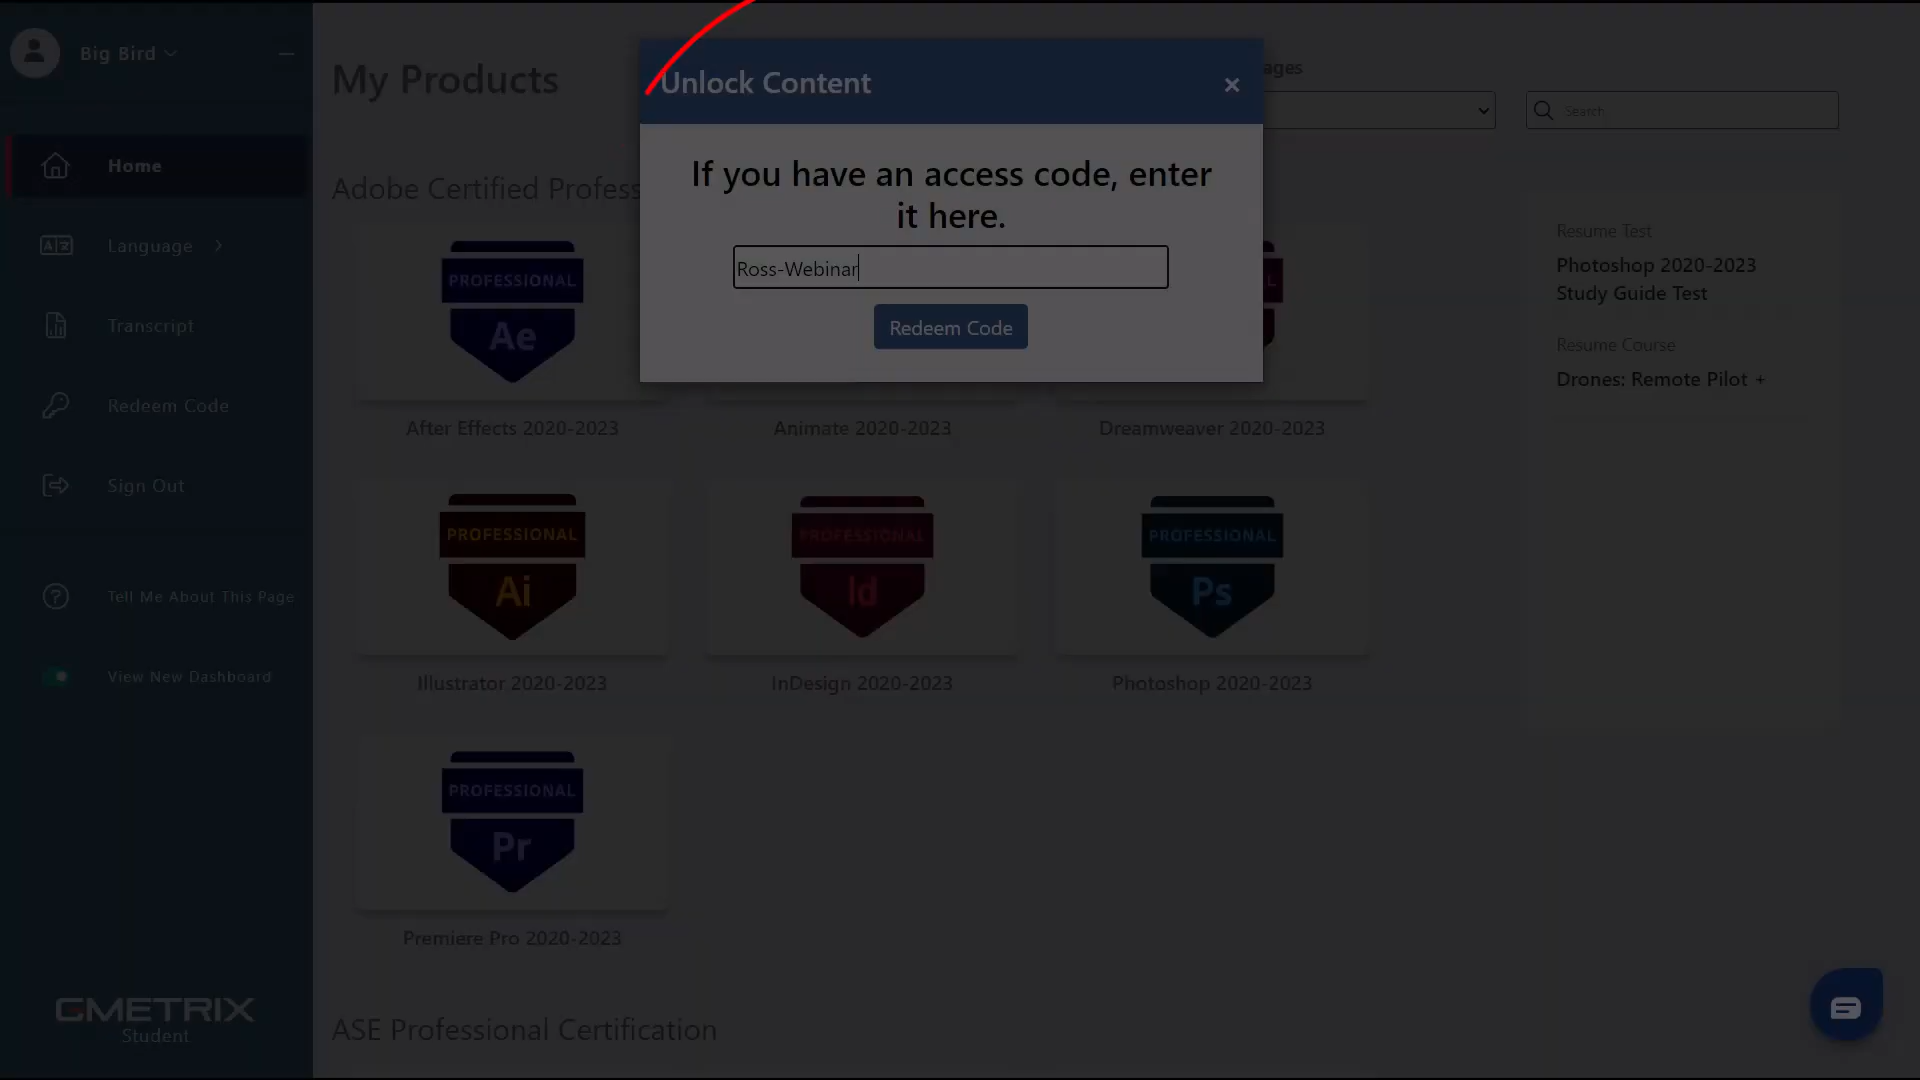 Big Bird
Home
Language
Transcript
Redeem Code
Sign Out
Tell Me About This Page
View New Dashboard
GMETRIX
Student
My Products
ages
Search
Unlock Content
×
If you have an access code, enter
it here.
Ross-Webinar
Redeem Code
Adobe Certified Profess
PROFESSIONAL
Ae
L
After Effects 2020-2023
Animate 2020-2023
Dreamweaver 2020-2023
PROFESSIONAL
Ai
PROFESSIONAL
Id
PROFESSIONAL
Ps
Illustrator 2020-2023
InDesign 2020-2023
Photoshop 2020-2023
PROFESSIONAL
Pr
Premiere Pro 2020-2023
ASE Professional Certification
Resume Test
Photoshop 2020-2023
Study Guide Test
Resume Course
Drones: Remote Pilot +